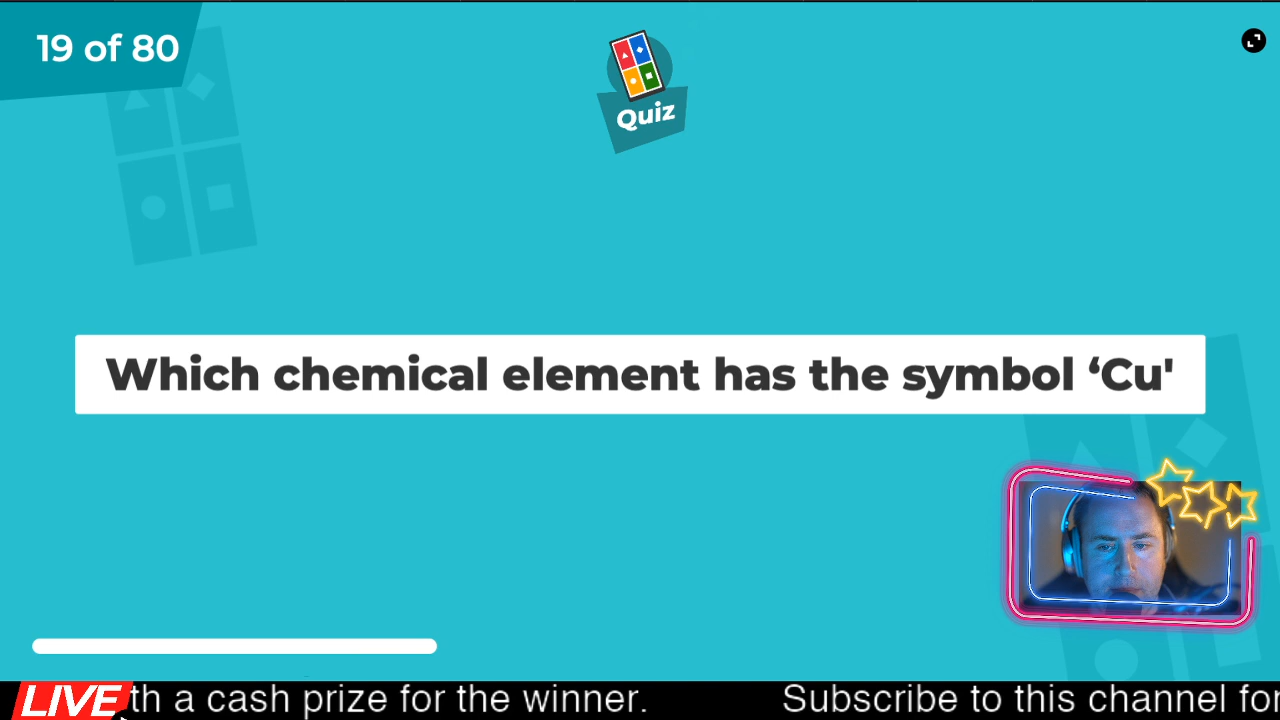 19 of 80
Quiz
Which chemical element has the symbol ‘Cu'
LIVE
th a cash prize for the winner. Subscribe to this channel for